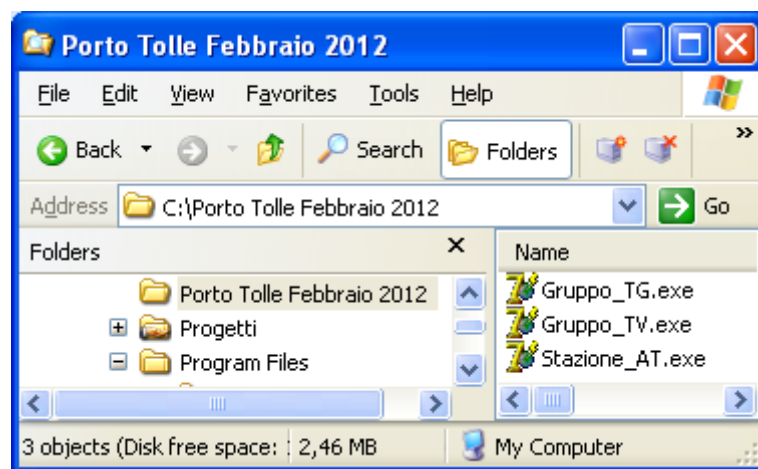 Porto Tolle Febbraio 2012
File Edit View Favorites Tools Help
Back Search Folders »
Address C:\Porto Tolle Febbraio 2012 Go
Folders x Name
Porto Tolle Febbraio 2012 Gruppo_TG.exe
Progetti Gruppo_TV.exe
Program Files Stazione_AT.exe
3 objects (Disk free space: 2,46 MB My Computer